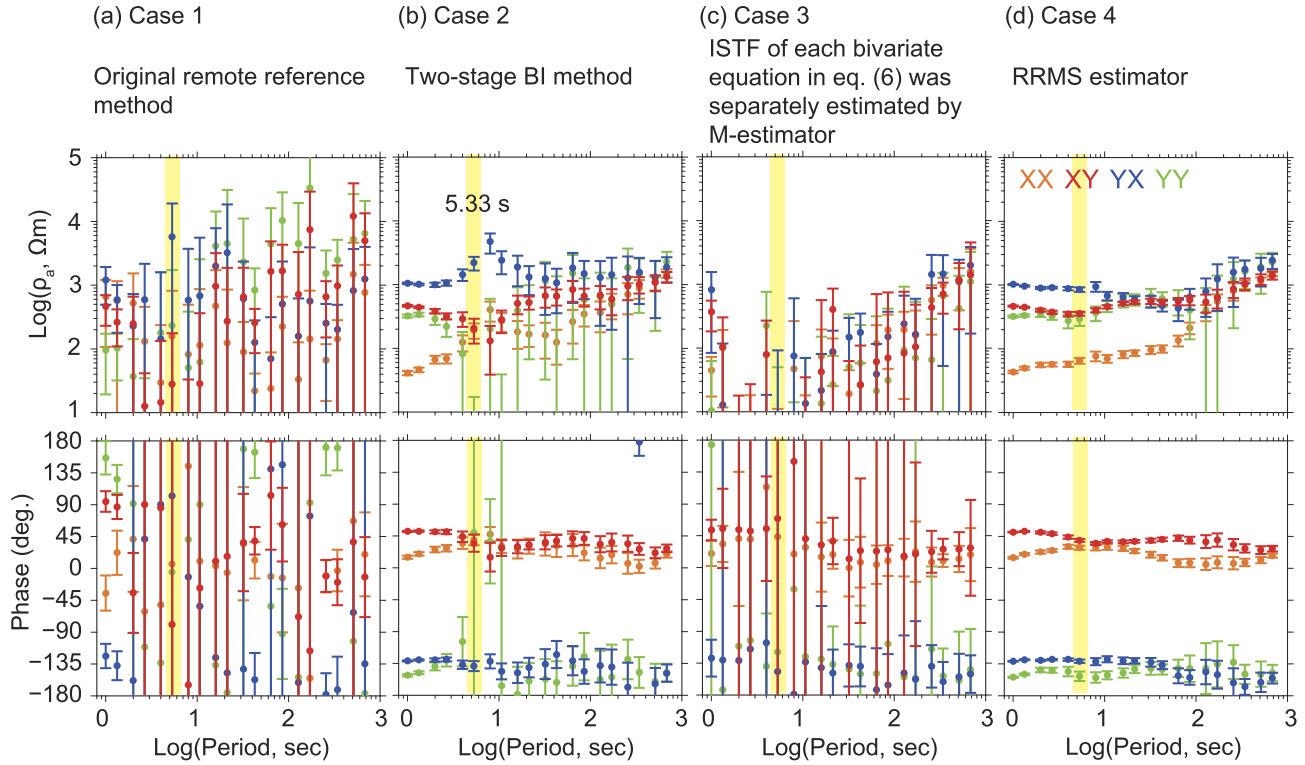 (a) Case 1
Original remote reference
method
(b) Case 2
Two-stage BI method
(c) Case 3
ISTF of each bivariate
equation in eq. (6) was
separately estimated by
M-estimator
(d) Case 4
RRMS estimator
5
4
3
2
1
Log(ρa, Ωm)
5.33 s
XX XY YX YY
180
135
90
45
0
−45
−90
−135
−180
Phase (deg.)
0 1 2 3
0 1 2 3
0 1 2 3
0 1 2 3
Log(Period, sec)
Log(Period, sec)
Log(Period, sec)
Log(Period, sec)